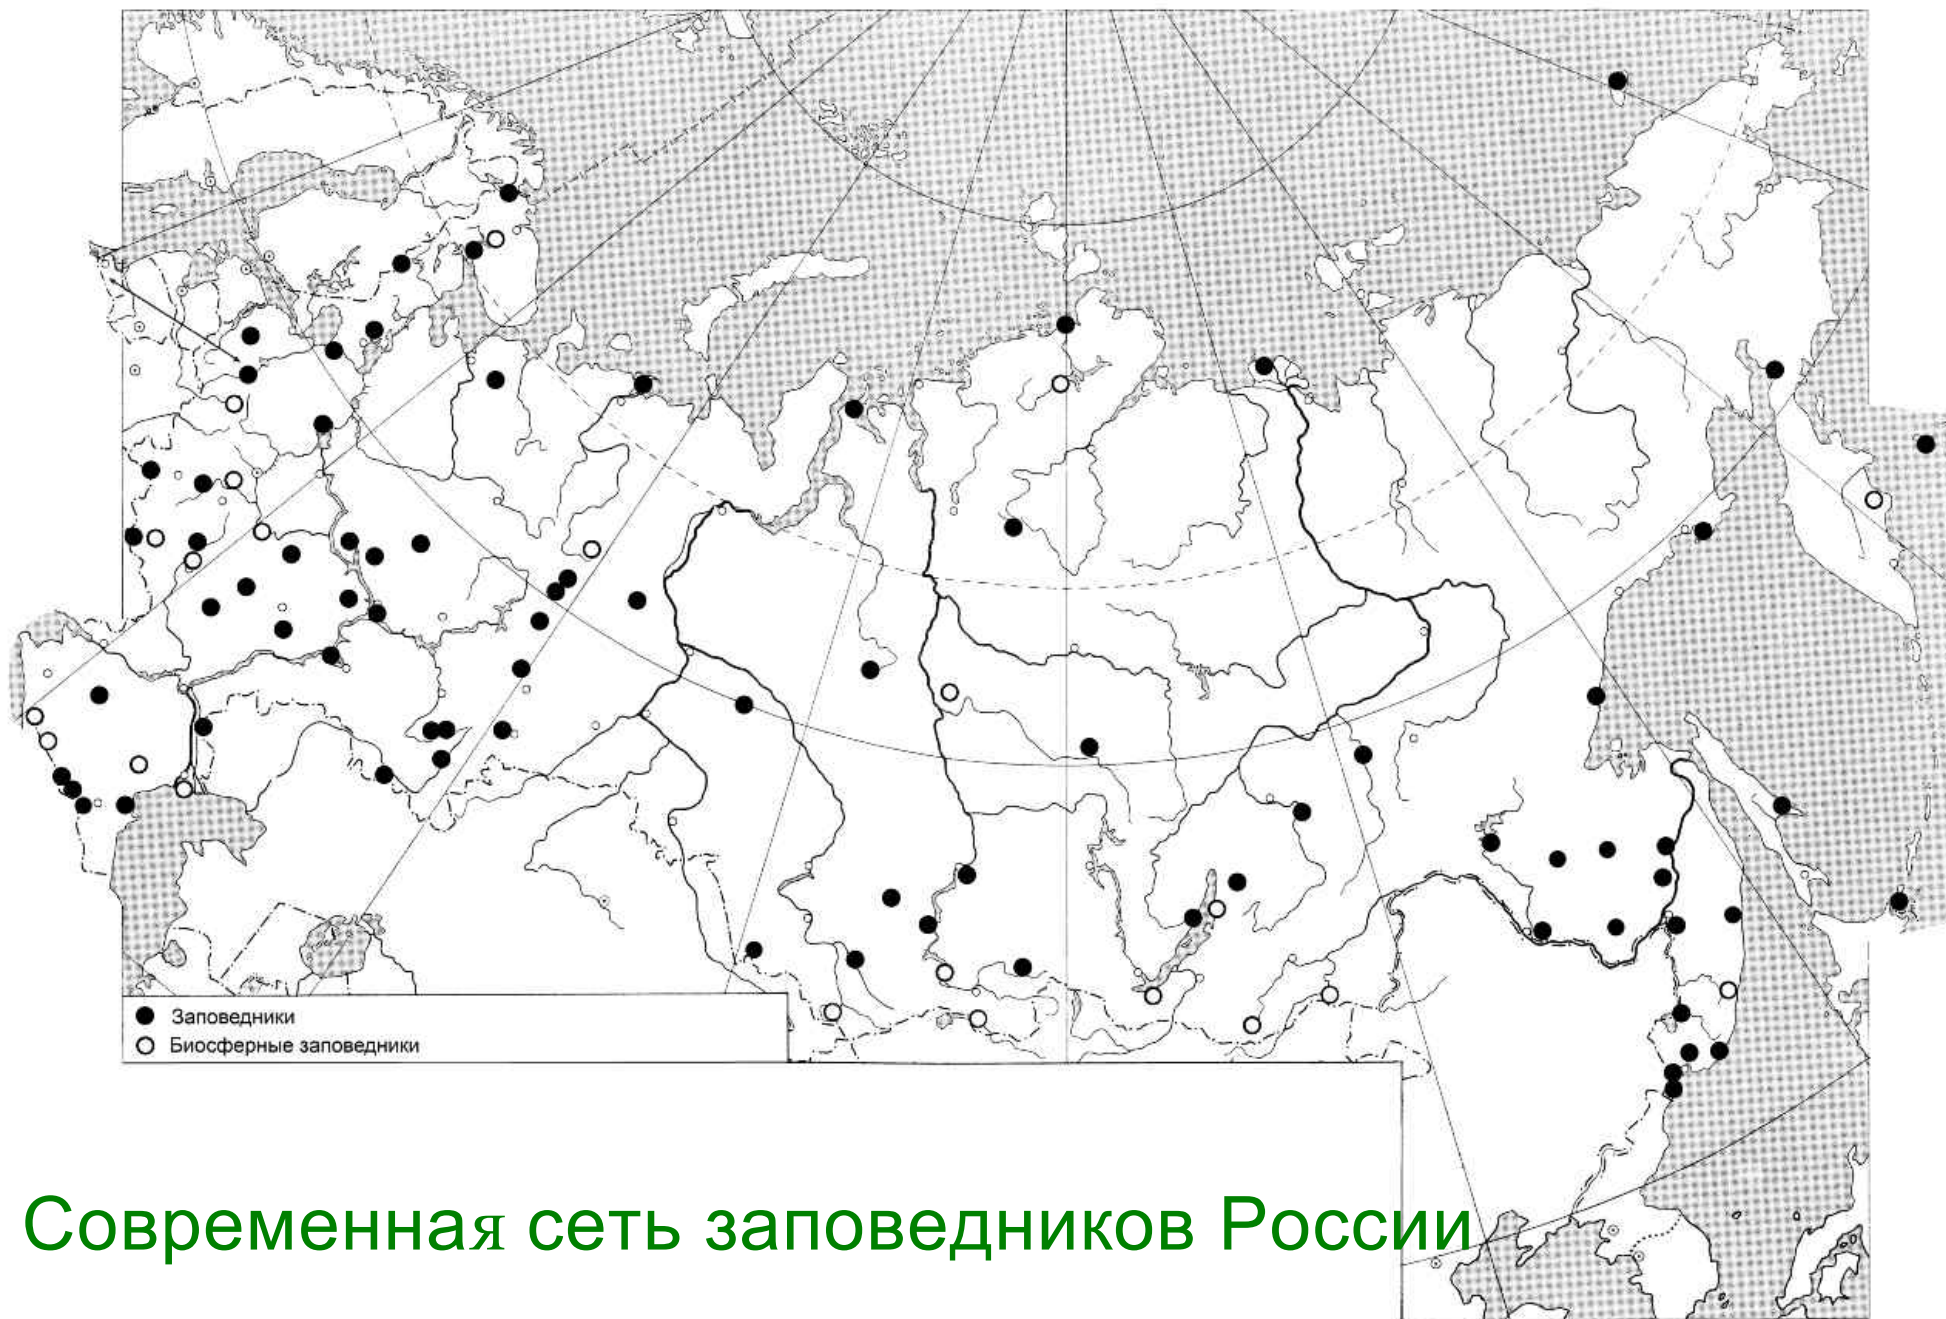 Заповедники
Биосферные заповедники
Современная сеть заповедников России